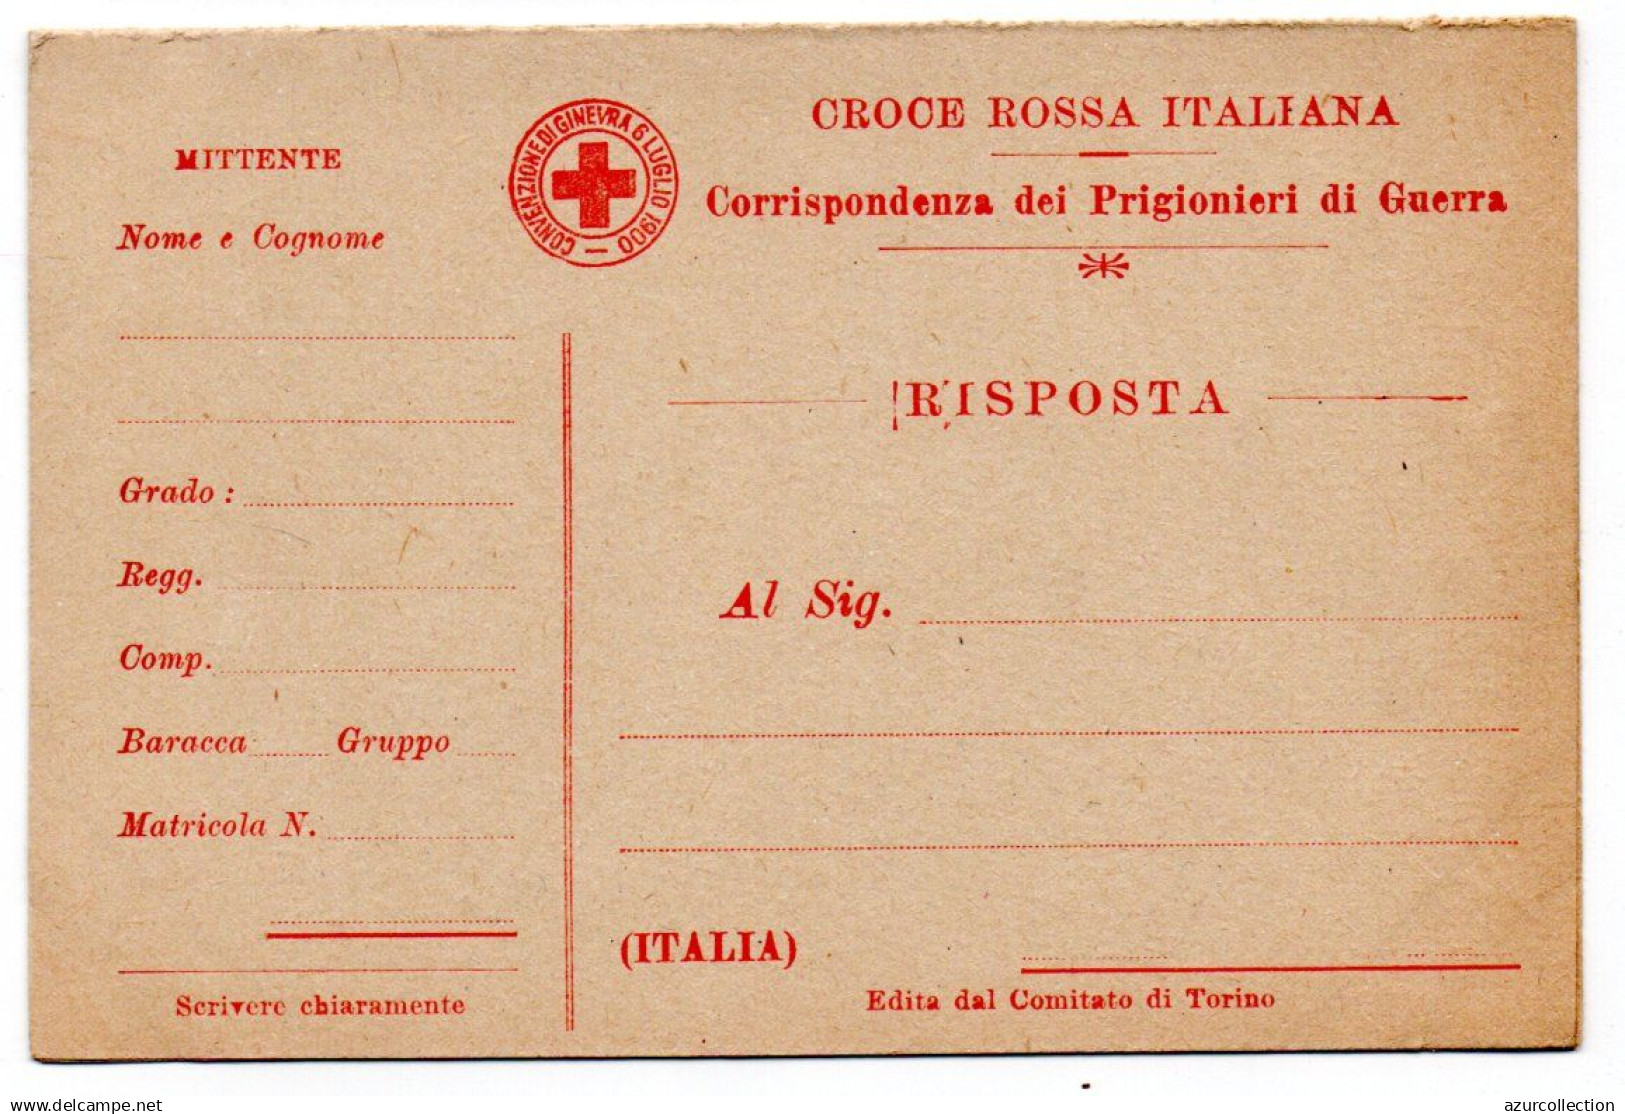 CROCE ROSSA ITALIANA
Corrispondenza dei Prigionieri di Guerra
CONVENZIONE DI GINEVRA 6 LUGLIO 1900
MITTENTE
Nome e Cognome
Grado :
Regg.
Comp.
Baracca Gruppo
Matricola N.
Scrivere chiaramente
RISPOSTA
Al Sig.
(ITALIA)
Edita dal Comitato di Torino
www.delcampe.net
azurcollection